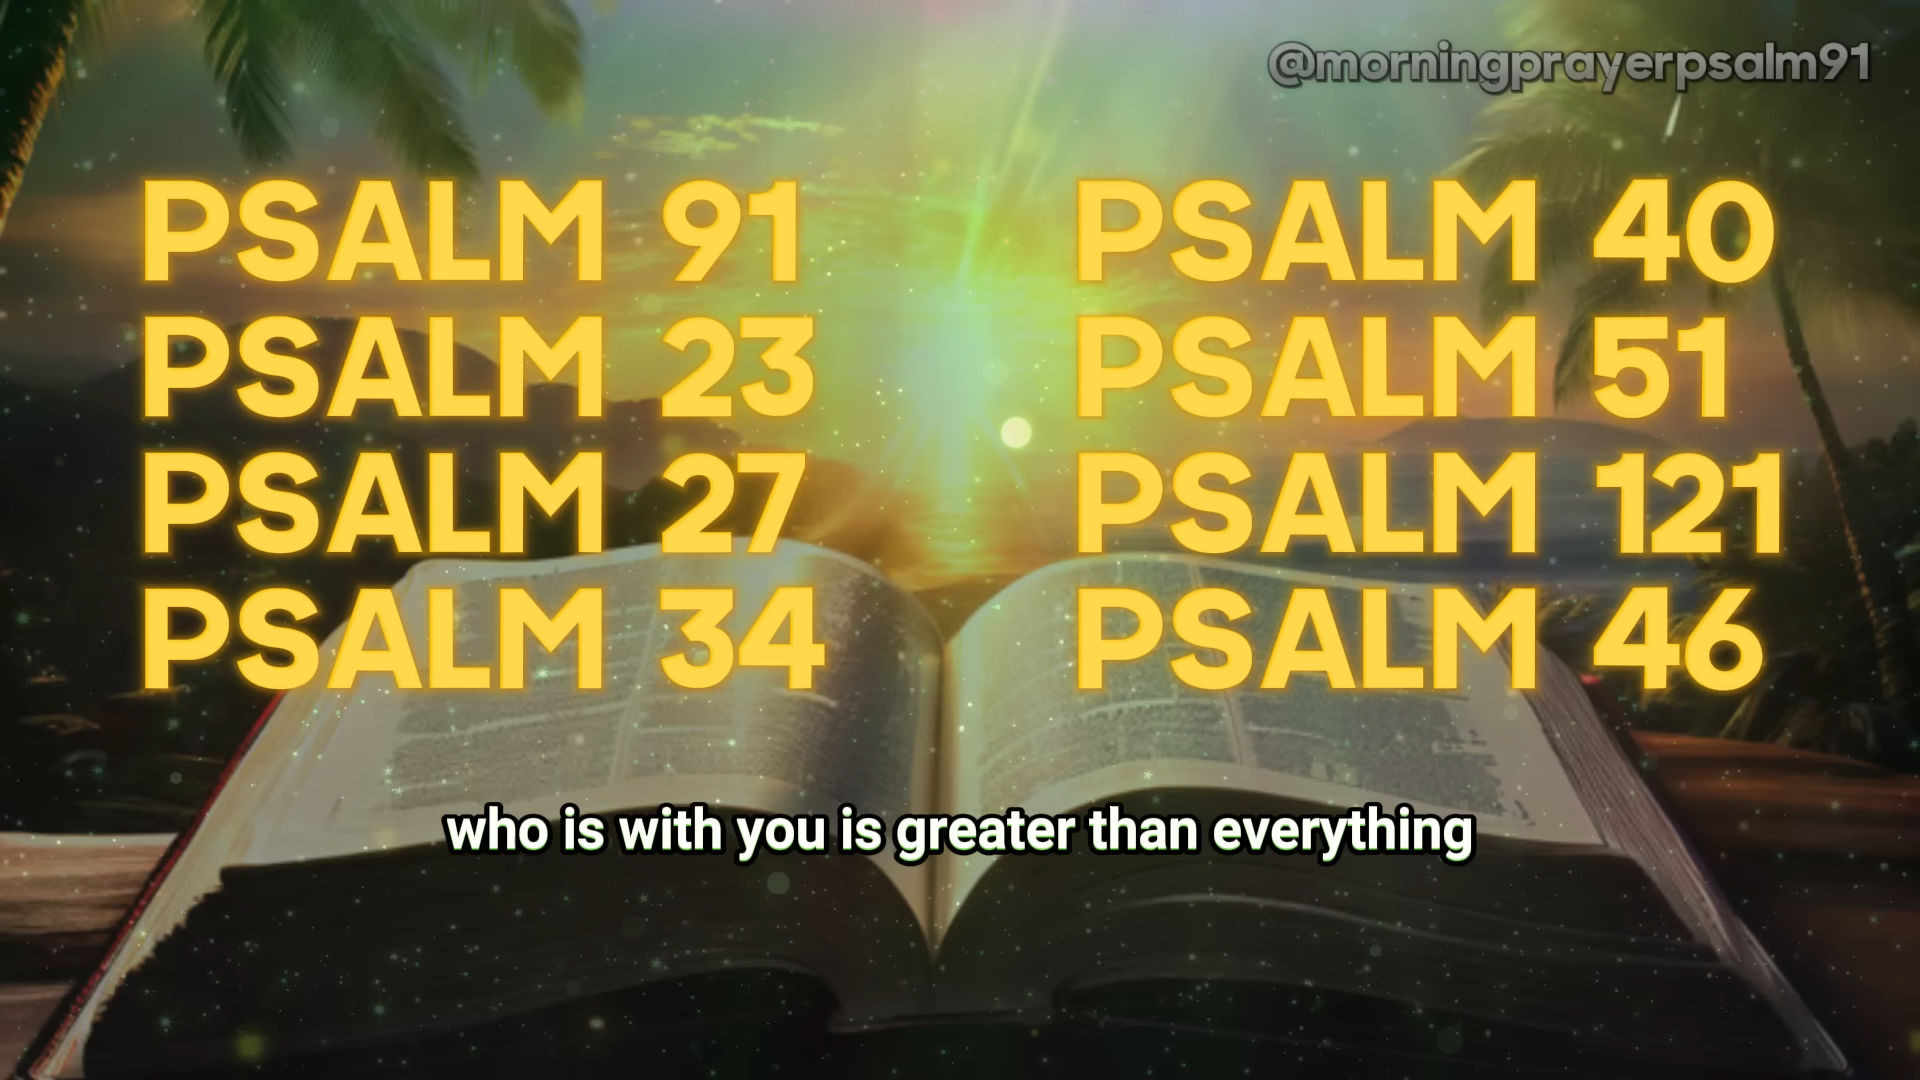 @morningprayerpsalm91
PSALM 91
PSALM 23
PSALM 27
PSALM 34
PSALM 40
PSALM 51
PSALM 121
PSALM 46
who is with you is greater than everything